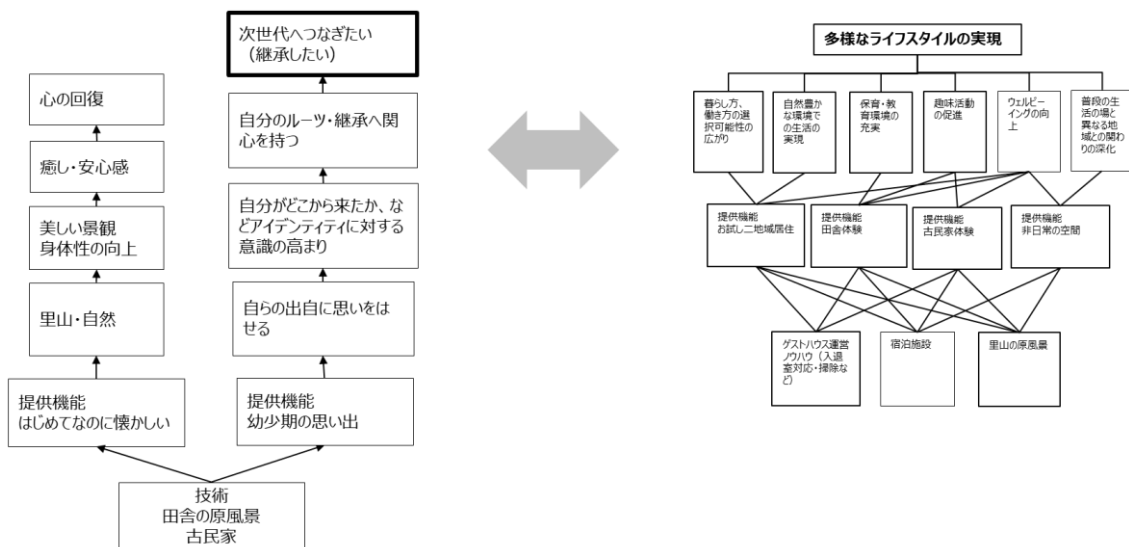 次世代へつなぎたい
（継承したい）
心の回復
自分のルーツ・継承へ関
心を持つ
癒し・安心感
自分がどこから来たか、な
どアイデンティティに対する
意識の高まり
美しい景観
身体性の向上
里山・自然
自らの出自に思いをは
せる
提供機能
はじめてなのに懐かしい
提供機能
幼少期の思い出
技術
田舎の原風景
古民家
多様なライフスタイルの実現
暮らし方、
働き方の選
択可能性の
広がり
自然豊か
な環境で
の生活の
実現
保育・教
育環境の
充実
趣味活動
の促進
ウェルビー
イングの向
上
普段の生
活の場と
異なる地
域との関わ
りの深化
提供機能
お試し二地域居住
提供機能
田舎体験
提供機能
古民家体験
提供機能
非日常の空間
ゲストハウス運営
ノウハウ（入退
室対応・掃除な
ど）
宿泊施設
里山の原風景